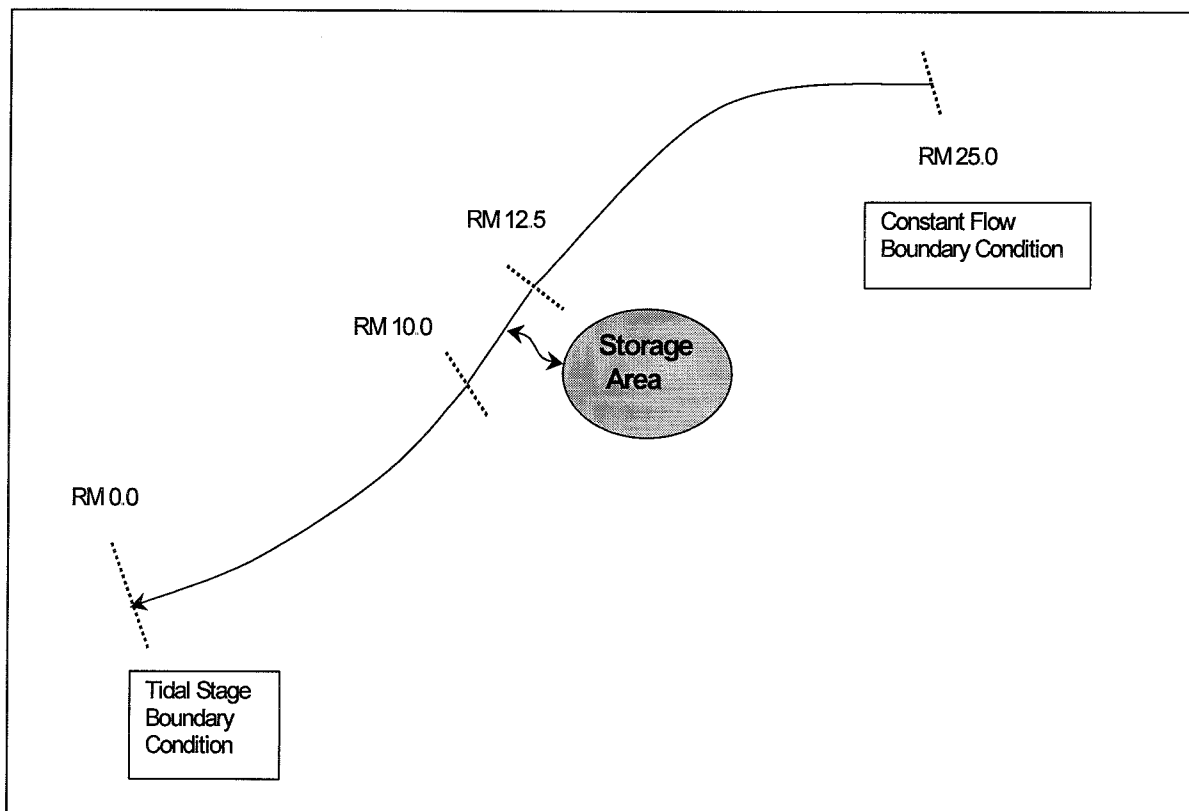 RM 25.0
Constant Flow
Boundary Condition
RM 12.5
RM 10.0
Storage
Area
RM 0.0
Tidal Stage
Boundary
Condition